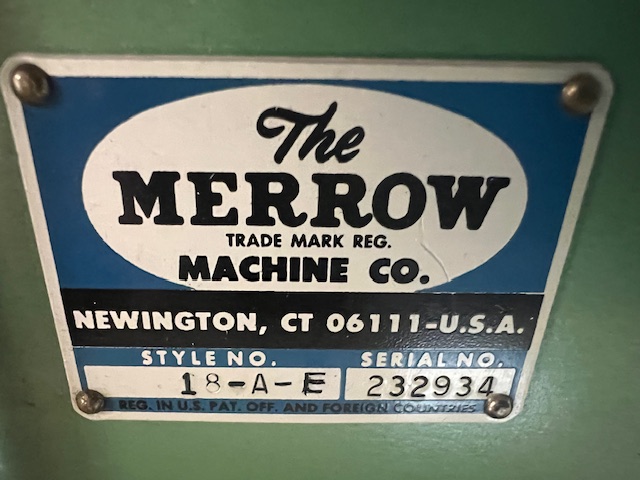 The
MERROW
TRADE MARK REG.
MACHINE CO.
NEWINGTON, CT 06111-U.S.A.
STYLE NO. SERIAL NO.
18-A-E 232934
REG. IN U.S. PAT. OFF. AND FOREIGN COUNTRIES